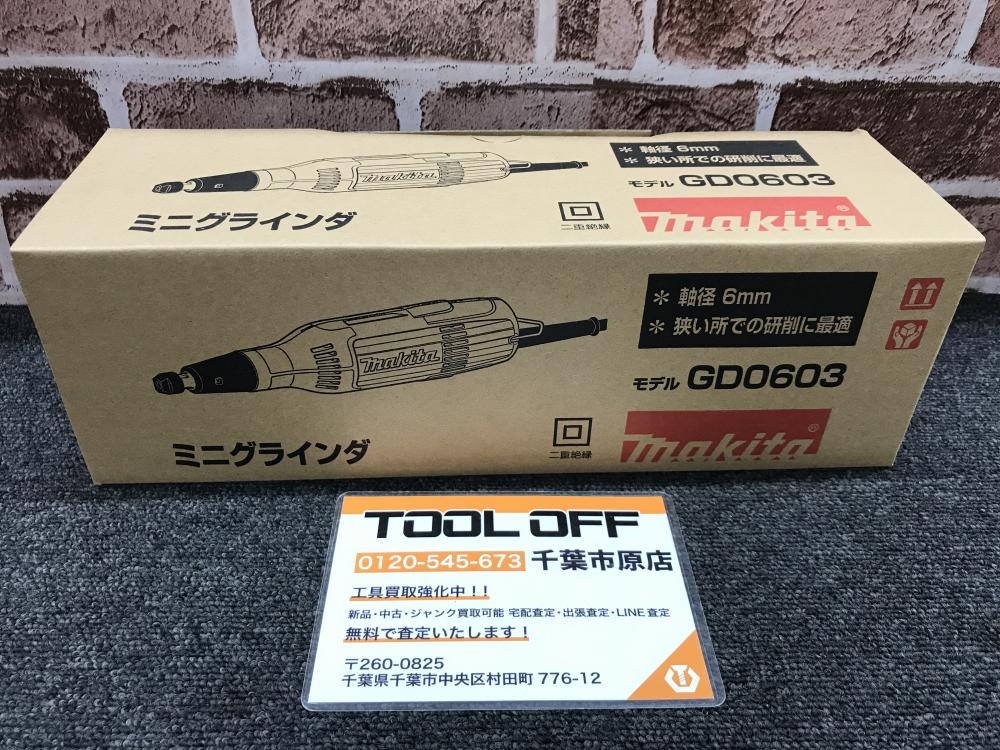 ＊ 軸径 6mm
＊ 狭い所での研削に最適
モデル GD0603
makita
ミニグラインダ
二重絶縁
makita®
＊ 軸径 6mm
＊ 狭い所での研削に最適
makita
モデル GD0603
ミニグラインダ
二重絶縁
makita®
TOOL OFF
0120-545-673 千葉市原店
工具買取強化中！！
新品・中古・ジャンク買取可能 宅配査定・出張査定・LINE査定
無料で査定いたします！
〒260-0825
千葉県千葉市中央区村田町 776-12